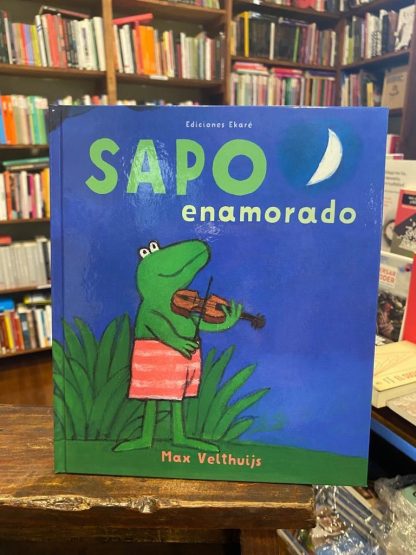 Ediciones Ekaré
SAPO
enamorado
Max Velthuijs